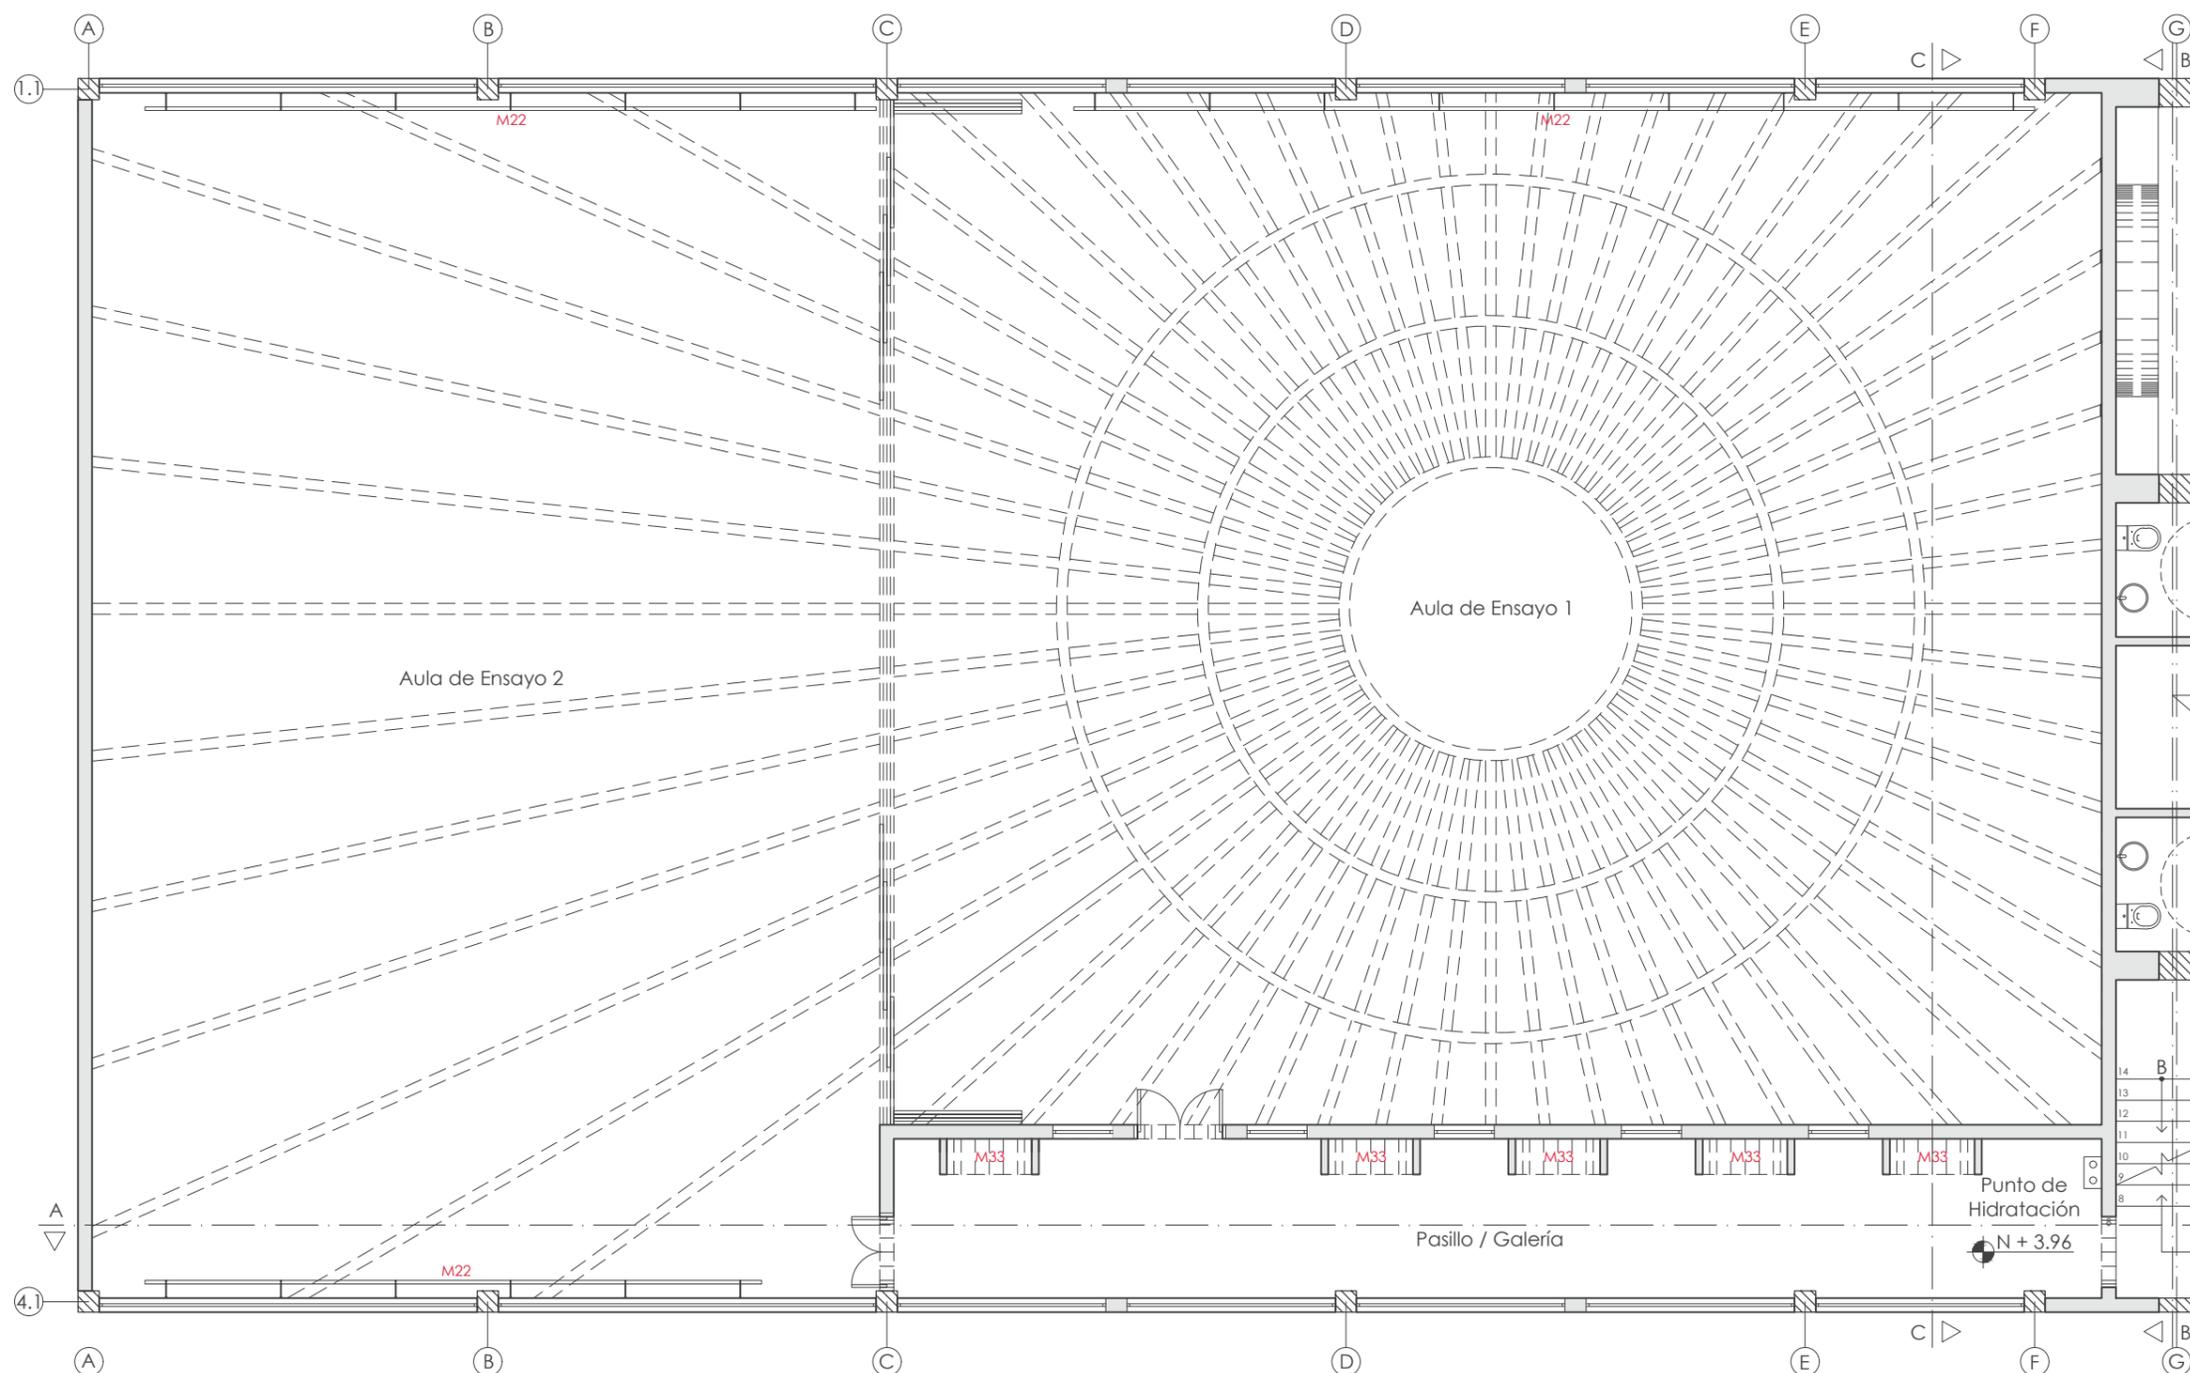 A B C D E F G
C B
1.1
M22 M22
Aula de Ensayo 1
Aula de Ensayo 2
14 B
13
12
11
10
9
8
M33 M33 M33 M33 M33
Punto de
Hidratación
A
Pasillo / Galería
N + 3.96
M22
4.1
C B
A B C D E F G